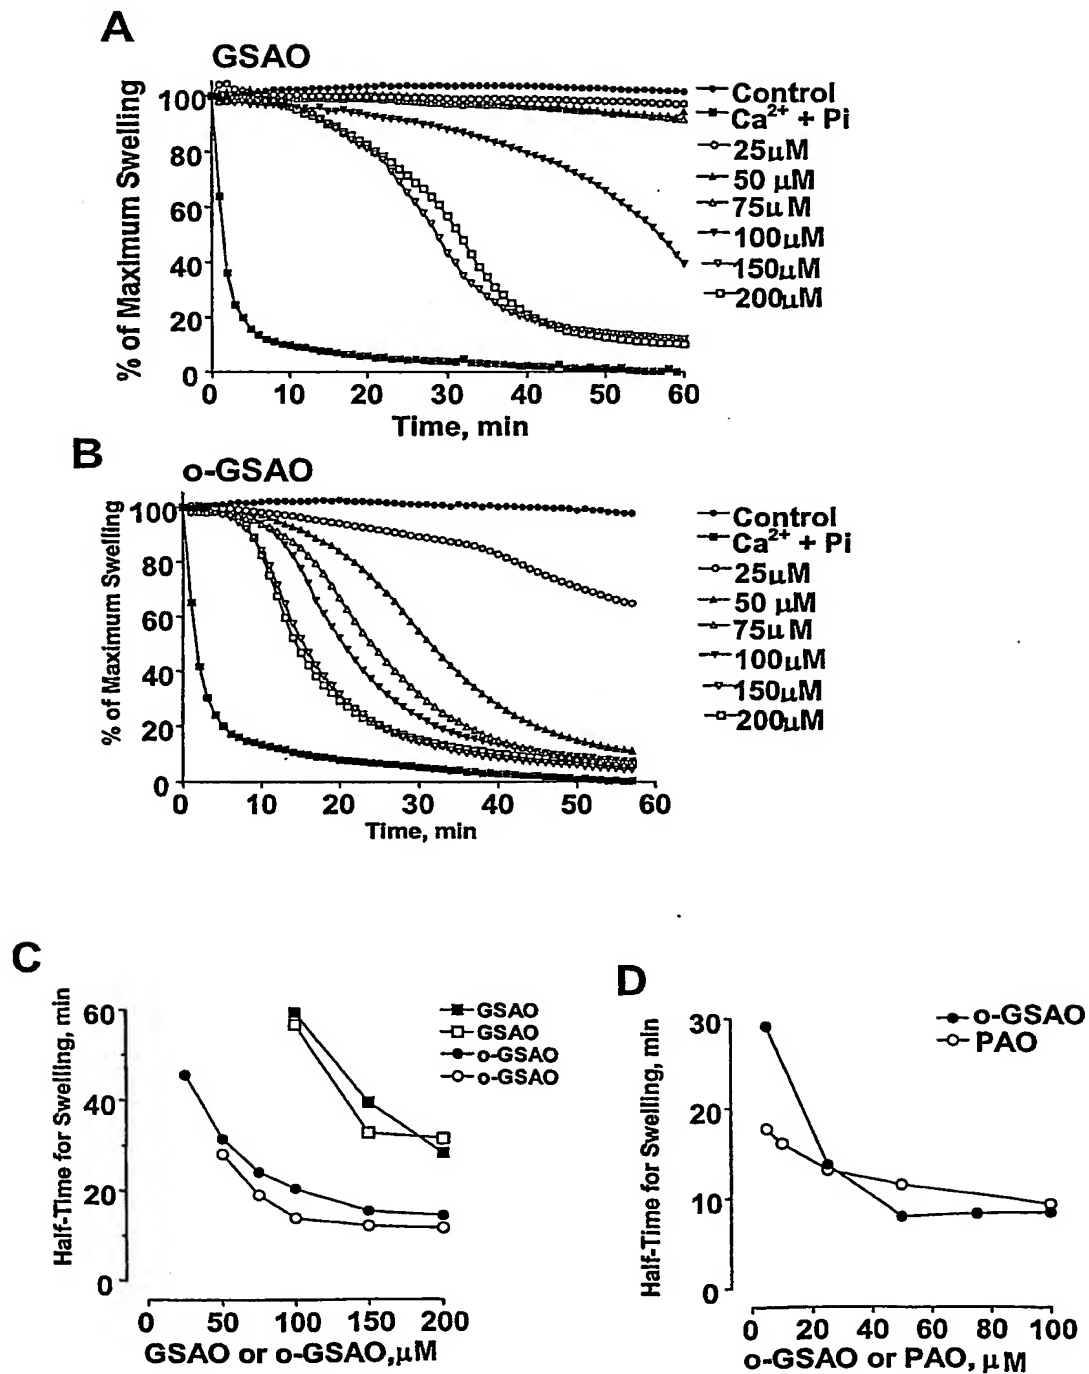 A
GSAO
% of Maximum Swelling
100
80
60
40
20
0
0 10 20 30 40 50 60
Time, min
Control
Ca²⁺ + Pi
25µM
50 µM
75µM
100µM
150µM
200µM
B
o-GSAO
% of Maximum Swelling
100
80
60
40
20
0
0 10 20 30 40 50 60
Time, min
Control
Ca²⁺ + Pi
25µM
50 µM
75µM
100µM
150µM
200µM
C
Half-Time for Swelling, min
60
40
20
0
0 50 100 150 200
GSAO or o-GSAO,µM
GSAO
GSAO
o-GSAO
o-GSAO
D
Half-Time for Swelling, min
30
20
10
0
0 20 40 60 80 100
o-GSAO or PAO, µM
o-GSAO
PAO